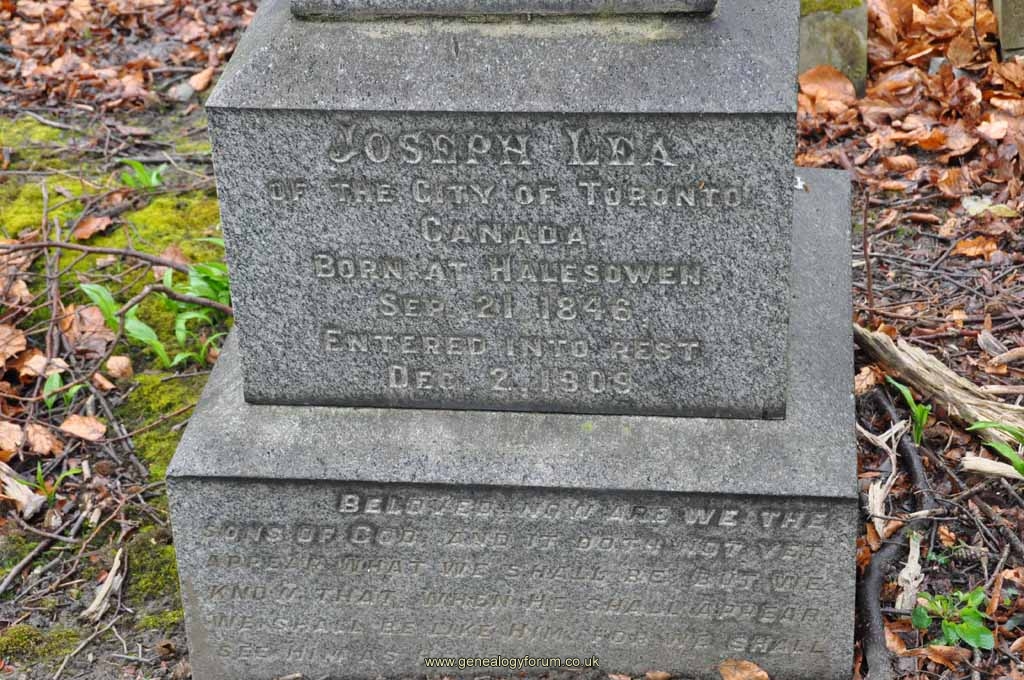 JOSEPH LEA,
OF THE CITY OF TORONTO
CANADA.
BORN AT HALESOWEN
SEP. 21 1846,
ENTERED INTO REST
DEC. 2. 1909
BELOVED, NOW ARE WE THE
SONS OF GOD, AND IT DOTH NOT YET
APPEAR WHAT WE SHALL BE, BUT WE
KNOW THAT, WHEN HE SHALL APPEAR,
WE SHALL BE LIKE HIM; FOR WE SHALL
SEE HIM
www.genealogyforum.co.uk